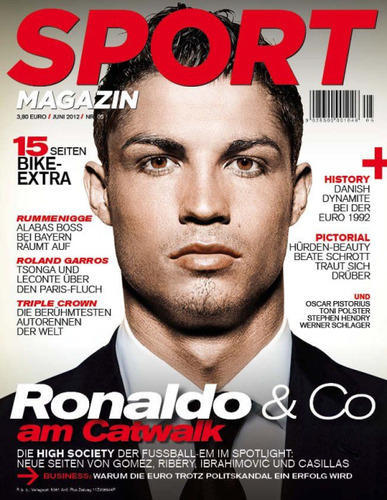 SPORT
MAGAZIN
3,80 EURO / JUNI 2012 / NR. 05
15 SEITEN
BIKE-
EXTRA
RUMMENIGGE
ALABAS BOSS
BEI BAYERN
RÄUMT AUF
ROLAND GARROS
TSONGA UND
LECONTE ÜBER
DEN PARIS-FLUCH
TRIPLE CROWN
DIE BERÜHMTESTEN
AUTORENNEN
DER WELT
+
HISTORY
DANISH
DYNAMITE
BEI DER
EURO 1992
PICTORIAL
HÜRDEN-BEAUTY
BEATE SCHROTT
TRAUT SICH
DRÜBER
UND
OSCAR PISTORIUS
TONI POLSTER
STEPHEN HENDRY
WERNER SCHLAGER
Ronaldo & Co
am Catwalk
DIE HIGH SOCIETY DER FUSSBALL-EM IM SPOTLIGHT:
NEUE SEITEN VON GOMEZ, RIBÉRY, IBRAHIMOVIC UND CASILLAS
BUSINESS: WARUM DIE EURO TROTZ POLITSKANDAL EIN ERFOLG WIRD